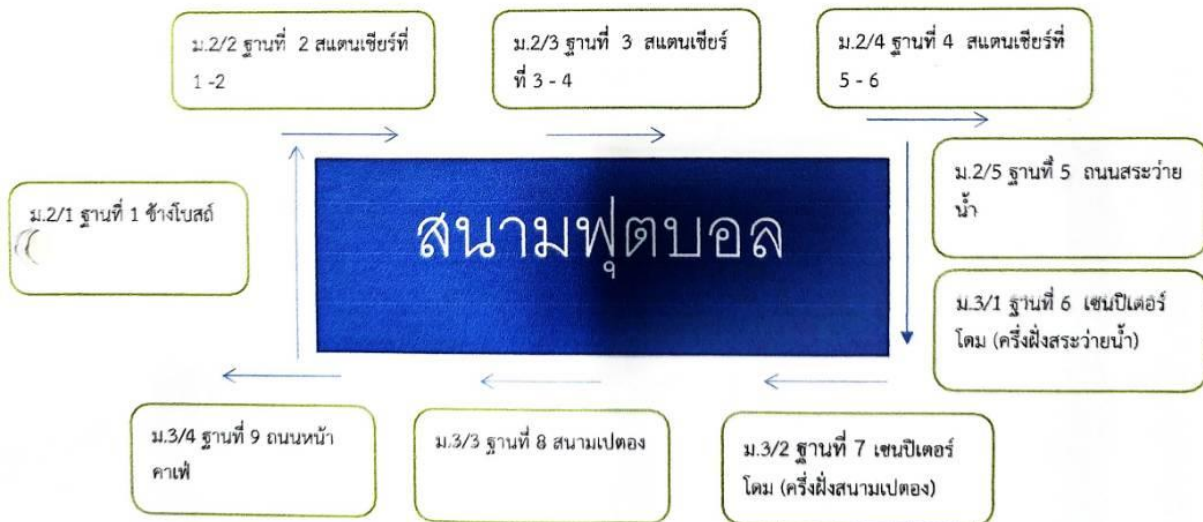 ม.2/2 ฐานที่ 2 สแตนเชียร์ที่
1 -2
ม.2/3 ฐานที่ 3 สแตนเชียร์
ที่ 3 - 4
ม.2/4 ฐานที่ 4 สแตนเชียร์ที่
5 - 6
ม.2/1 ฐานที่ 1 ข้างโบสถ์
สนามฟุตบอล
ม.2/5 ฐานที่ 5 ถนนสระว่าย
น้ำ
ม.3/1 ฐานที่ 6 เซนปิเตอร์
โดม (ครึ่งฝั่งสระว่ายน้ำ)
ม.3/4 ฐานที่ 9 ถนนหน้า
คาเฟ่
ม.3/3 ฐานที่ 8 สนามเปตอง
ม.3/2 ฐานที่ 7 เซนปิเตอร์
โดม (ครึ่งฝั่งสนามเปตอง)